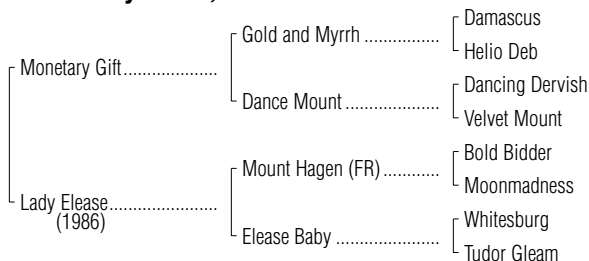 Damascus
Gold and Myrrh ..................
Helio Deb
Monetary Gift.....................
Dancing Dervish
Dance Mount .....................
Velvet Mount
Bold Bidder
Mount Hagen (FR) .............
Moonmadness
Lady Elease........................
(1986)
Whitesburg
Elease Baby .......................
Tudor Gleam